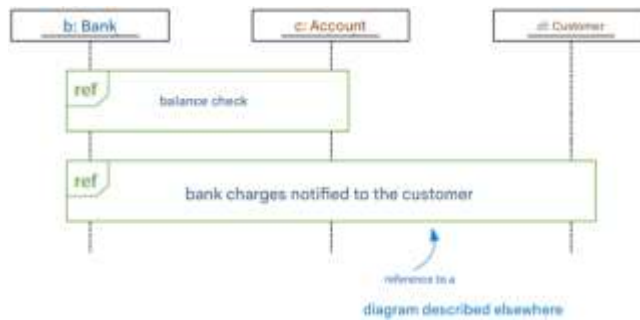 b: Bank
c: Account
d: Customer
ref
balance check
ref
bank charges notified to the customer
reference to a
diagram described elsewhere